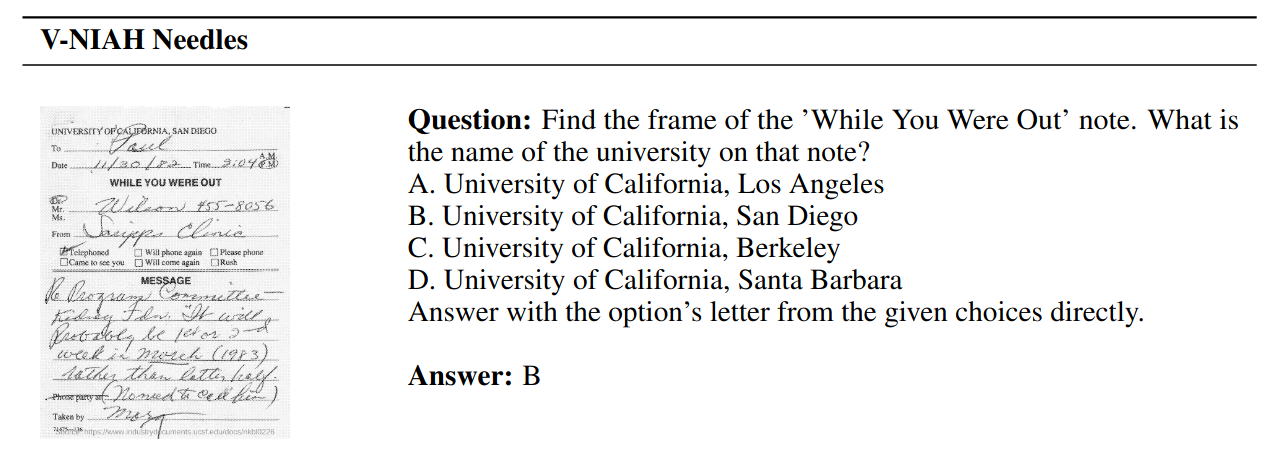 V-NIAH Needles
UNIVERSITY OF CALIFORNIA, SAN DIEGO
To Paul
Date 11/30/82 Time 2:04 A.M. P.M.
WHILE YOU WERE OUT
Dr.
Mr. Wilson 455-8056
Ms.
From Scripps Clinic
Telephoned Will phone again Please phone
Came to see you Will come again Rush
MESSAGE
Re Program Committee—
Kidney Fdn. "It will
probably be 1st or 2nd
week in March (1983)
rather than latter half.
Phone party at (No need to call him)
Taken by
Source: https://www.industrydocuments.ucsf.edu/docs/nkbl0226
Question: Find the frame of the ’While You Were Out’ note. What is
the name of the university on that note?
A. University of California, Los Angeles
B. University of California, San Diego
C. University of California, Berkeley
D. University of California, Santa Barbara
Answer with the option’s letter from the given choices directly.
Answer: B